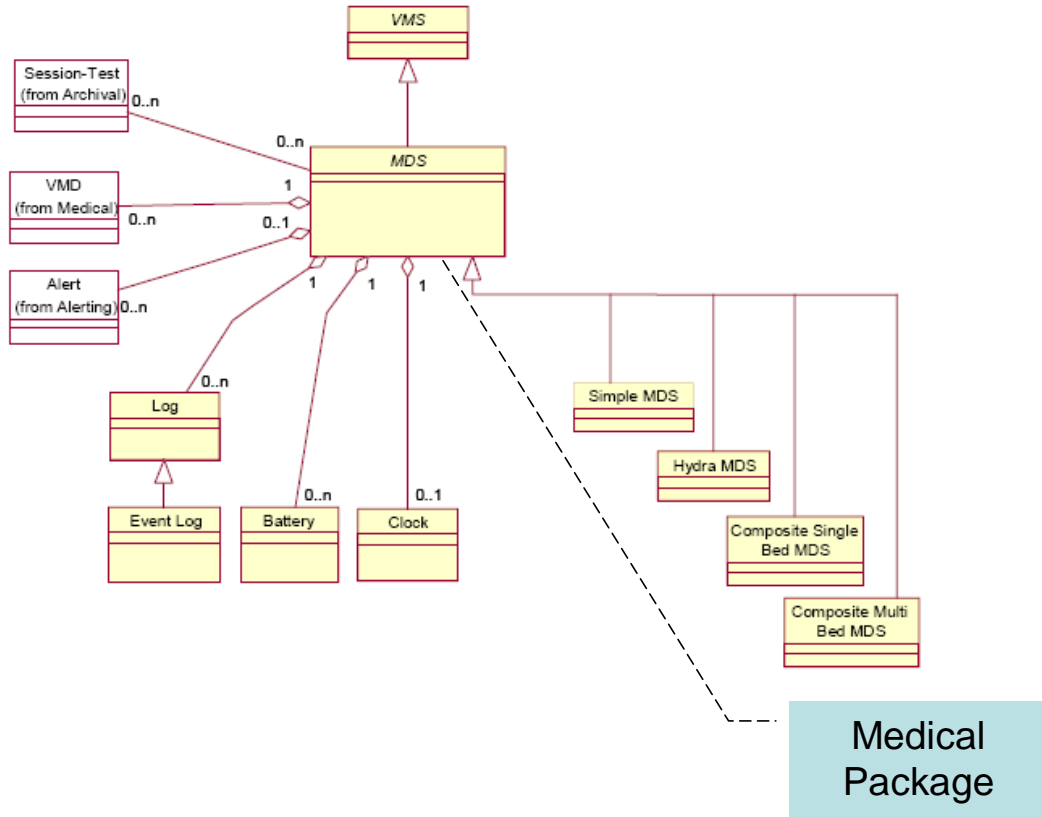 VMS
Session-Test
(from Archival)
0..n
0..n
MDS
VMD
(from Medical)
1
0..n
0..1
Alert
(from Alerting)
0..n
1
1
1
0..n
Log
Simple MDS
Hydra MDS
0..n
0..1
Event Log
Battery
Clock
Composite Single
Bed MDS
Composite Multi
Bed MDS
Medical
Package